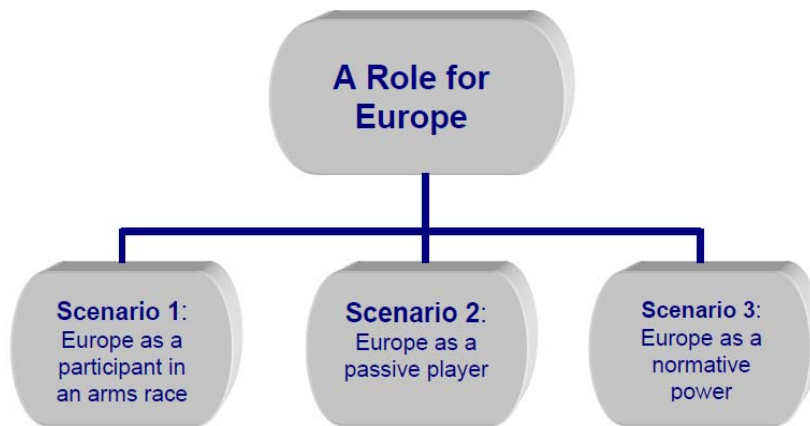 A Role for
Europe
Scenario 1:
Europe as a
participant in
an arms race
Scenario 2:
Europe as a
passive player
Scenario 3:
Europe as a
normative
power